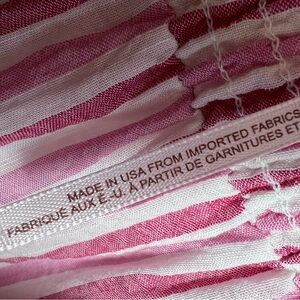 MADE IN USA FROM IMPORTED FABRICS
FABRIQUÉ AUX É.-U. À PARTIR DE GARNITURES ET